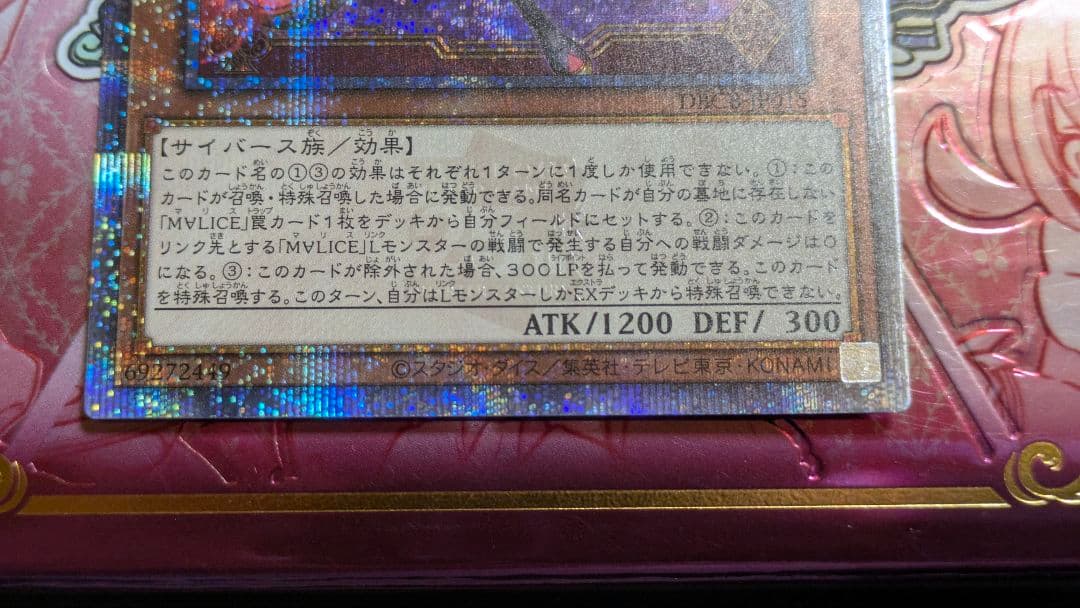 DBCB-JP015
【サイバース族/効果】
このカード名の①③の効果はそれぞれ1ターンに1度しか使用できない。①:この
カードが召喚・特殊召喚した場合に発動できる。同名カードが自分の墓地に存在しない
「M∀LICE」罠カード1枚をデッキから自分フィールドにセットする。②:このカードを
リンク先とする「M∀LICE」Lモンスターの戦闘で発生する自分への戦闘ダメージは0
になる。③:このカードが除外された場合、300LPを払って発動できる。このカード
を特殊召喚する。このターン、自分はLモンスターしかEXデッキから特殊召喚できない。
ATK/1200 DEF/ 300
69272449
©スタジオ・ダイス/集英社・テレビ東京・KONAMI